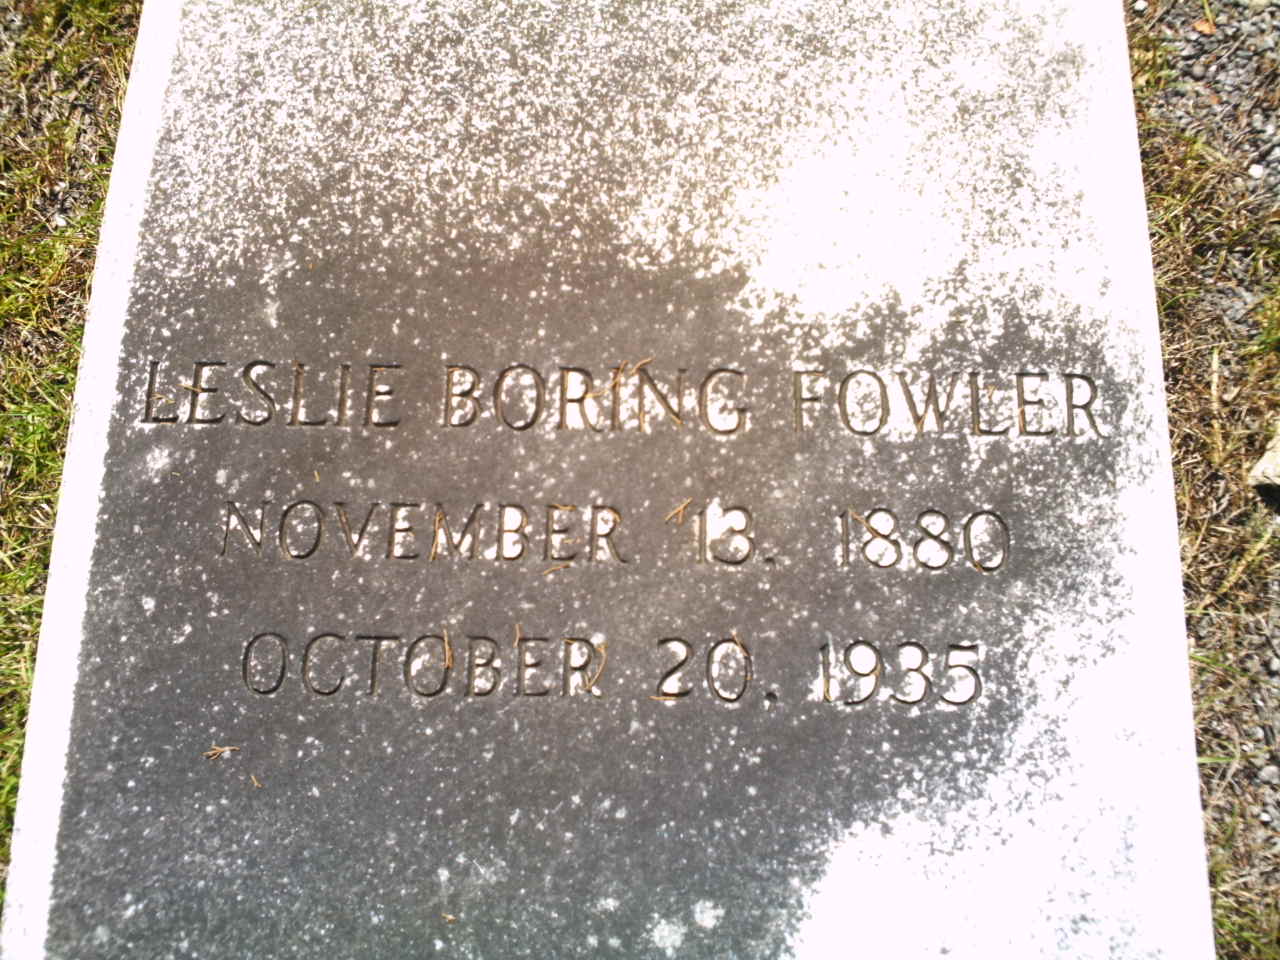 LESLIE BORING FOWLER
NOVEMBER 13. 1880
OCTOBER 20. 1935